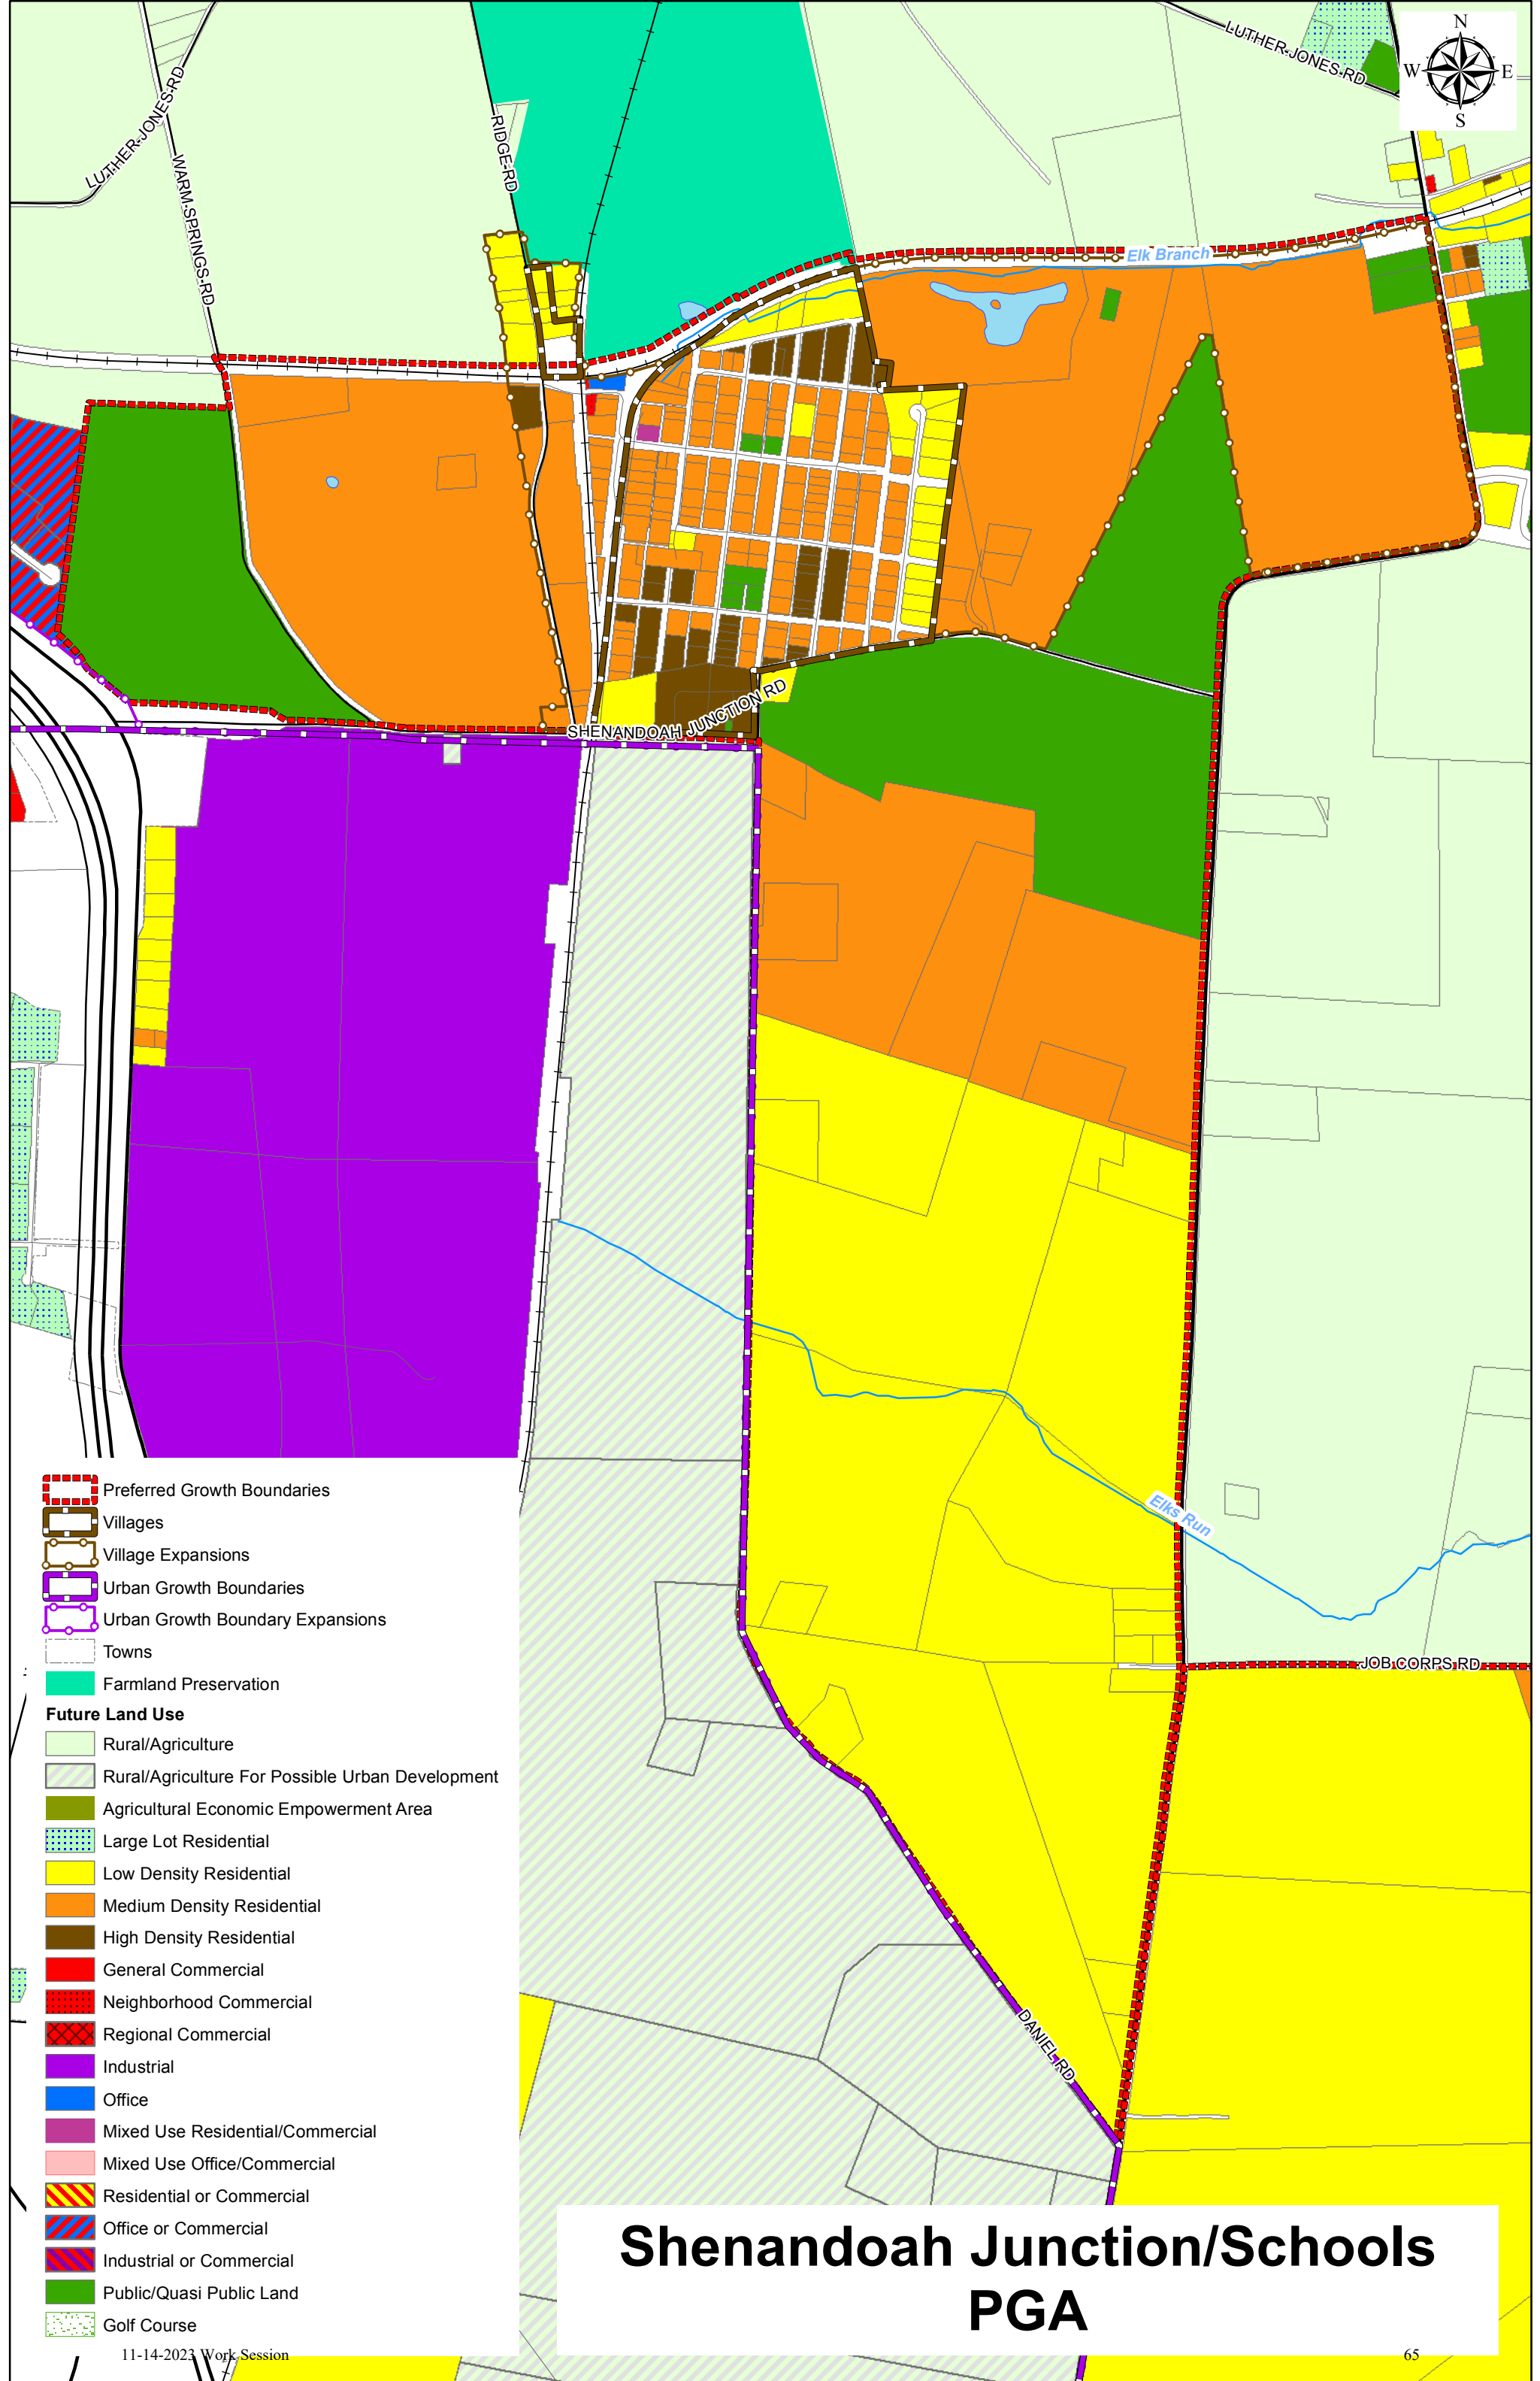 LUTHER-JONES-RD
LUTHER-JONES-RD
N
W
E
S
WARM-SPRINGS-RD
RIDGE-RD
Elk Branch
SHENANDOAH JUNCTION RD
Elks Run
JOB CORPS RD
DANIEL RD
Preferred Growth Boundaries
Villages
Village Expansions
Urban Growth Boundaries
Urban Growth Boundary Expansions
Towns
Farmland Preservation
Future Land Use
Rural/Agriculture
Rural/Agriculture For Possible Urban Development
Agricultural Economic Empowerment Area
Large Lot Residential
Low Density Residential
Medium Density Residential
High Density Residential
General Commercial
Neighborhood Commercial
Regional Commercial
Industrial
Office
Mixed Use Residential/Commercial
Mixed Use Office/Commercial
Residential or Commercial
Office or Commercial
Industrial or Commercial
Public/Quasi Public Land
Golf Course
Shenandoah Junction/Schools
PGA
11-14-2023 Work Session
65